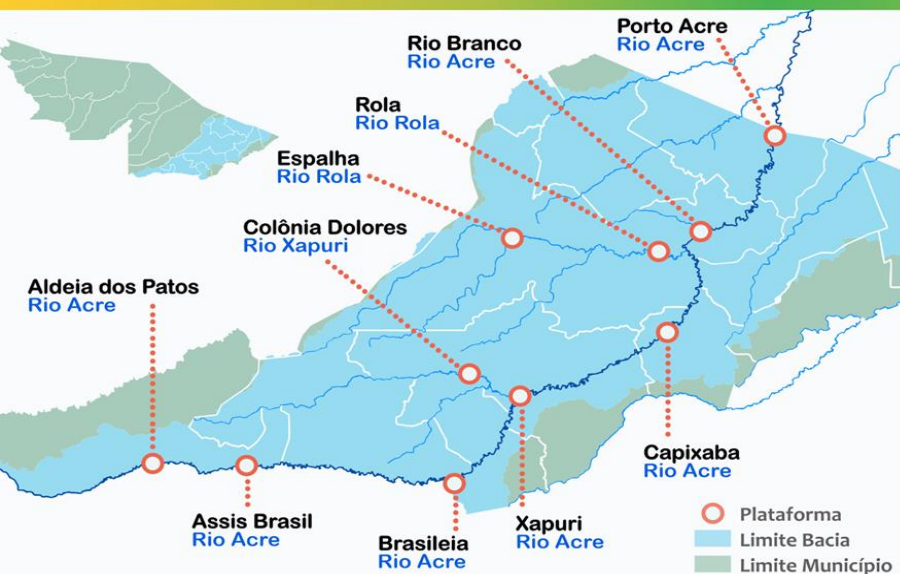 Porto Acre
Rio Acre
Rio Branco
Rio Acre
Rola
Rio Rola
Espalha
Rio Rola
Colônia Dolores
Rio Xapuri
Aldeia dos Patos
Rio Acre
Capixaba
Rio Acre
Assis Brasil
Rio Acre
Xapuri
Rio Acre
Brasileia
Rio Acre
Plataforma
Limite Bacia
Limite Município